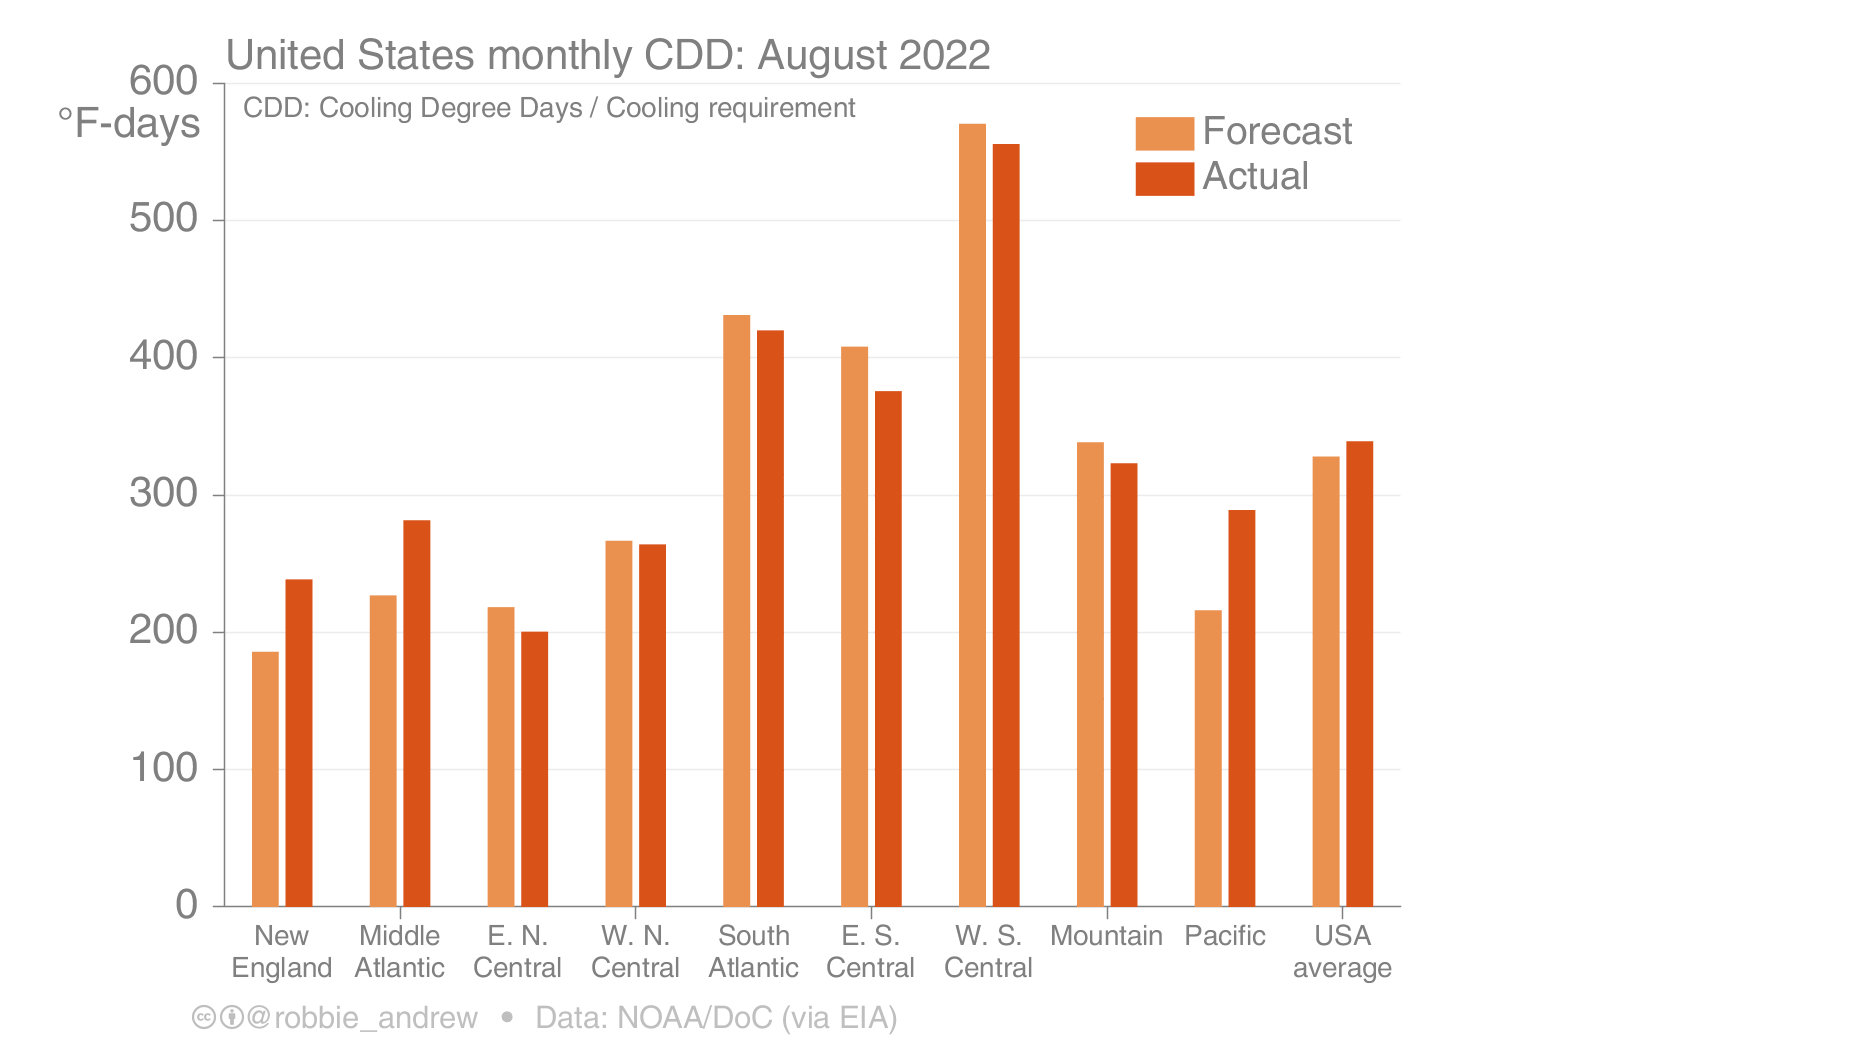 United States monthly CDD: August 2022
600
°F-days
CDD: Cooling Degree Days / Cooling requirement
Forecast
Actual
500
400
300
200
100
0
New England
Middle Atlantic
E. N. Central
W. N. Central
South Atlantic
E. S. Central
W. S. Central
Mountain
Pacific
USA average
@robbie_andrew • Data: NOAA/DoC (via EIA)